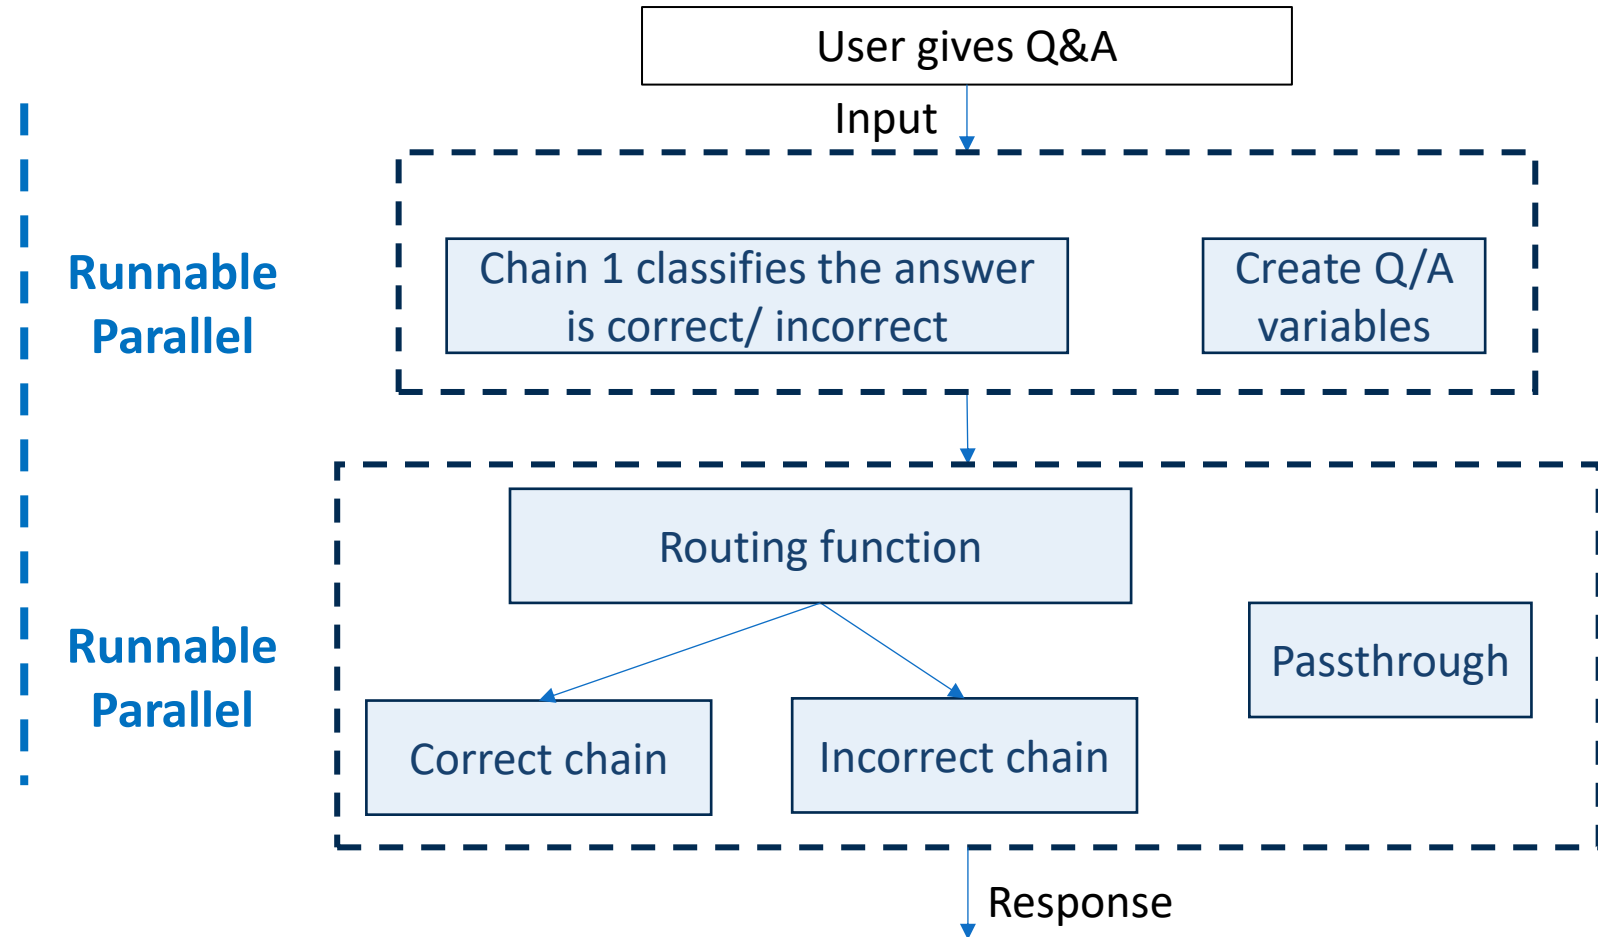 User gives Q&A
Input
Runnable
Parallel
Chain 1 classifies the answer
is correct/ incorrect
Create Q/A
variables
Routing function
Runnable
Parallel
Passthrough
Correct chain
Incorrect chain
Response